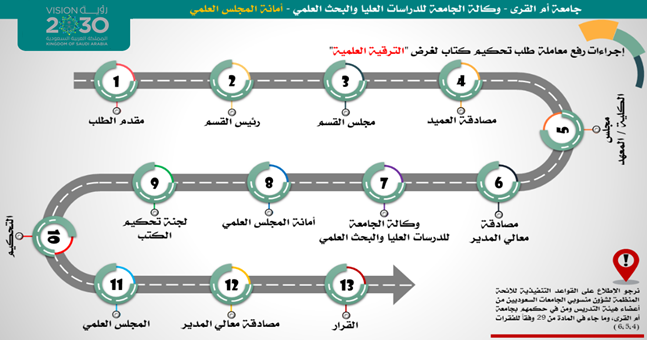 جامعة أم القرى - وكالة الجامعة للدراسات العليا والبحث العلمي - أمانة المجلس العلمي
VISION رؤيـــة
2030
المملكة العربية السعودية
KINGDOM OF SAUDI ARABIA
إجراءات رفع معاملة طلب تحكيم كتاب لغرض "الترقية العلمية"
1
مقدم الطلب
2
رئيس القسم
3
مجلس القسم
4
مصادقة العميد
5
مجلس
الكلية / المعهد
6
مصادقة
معالي المدير
7
وكالة الجامعة
للدراسات العليا والبحث العلمي
8
أمانة المجلس العلمي
9
لجنة تحكيم
الكتب
10
التحكيم
11
المجلس العلمي
12
مصادقة معالي المدير
13
القرار
نرجو الإطلاع على القواعد التنفيذية للائحة
المنظمة لشؤون منسوبي الجامعات السعوديين من
أعضاء هيئة التدريس ومن في حكمهم بجامعة
أم القرى، وما جاء في المادة من 29 وفقاً للفقرات
(6,5,4)